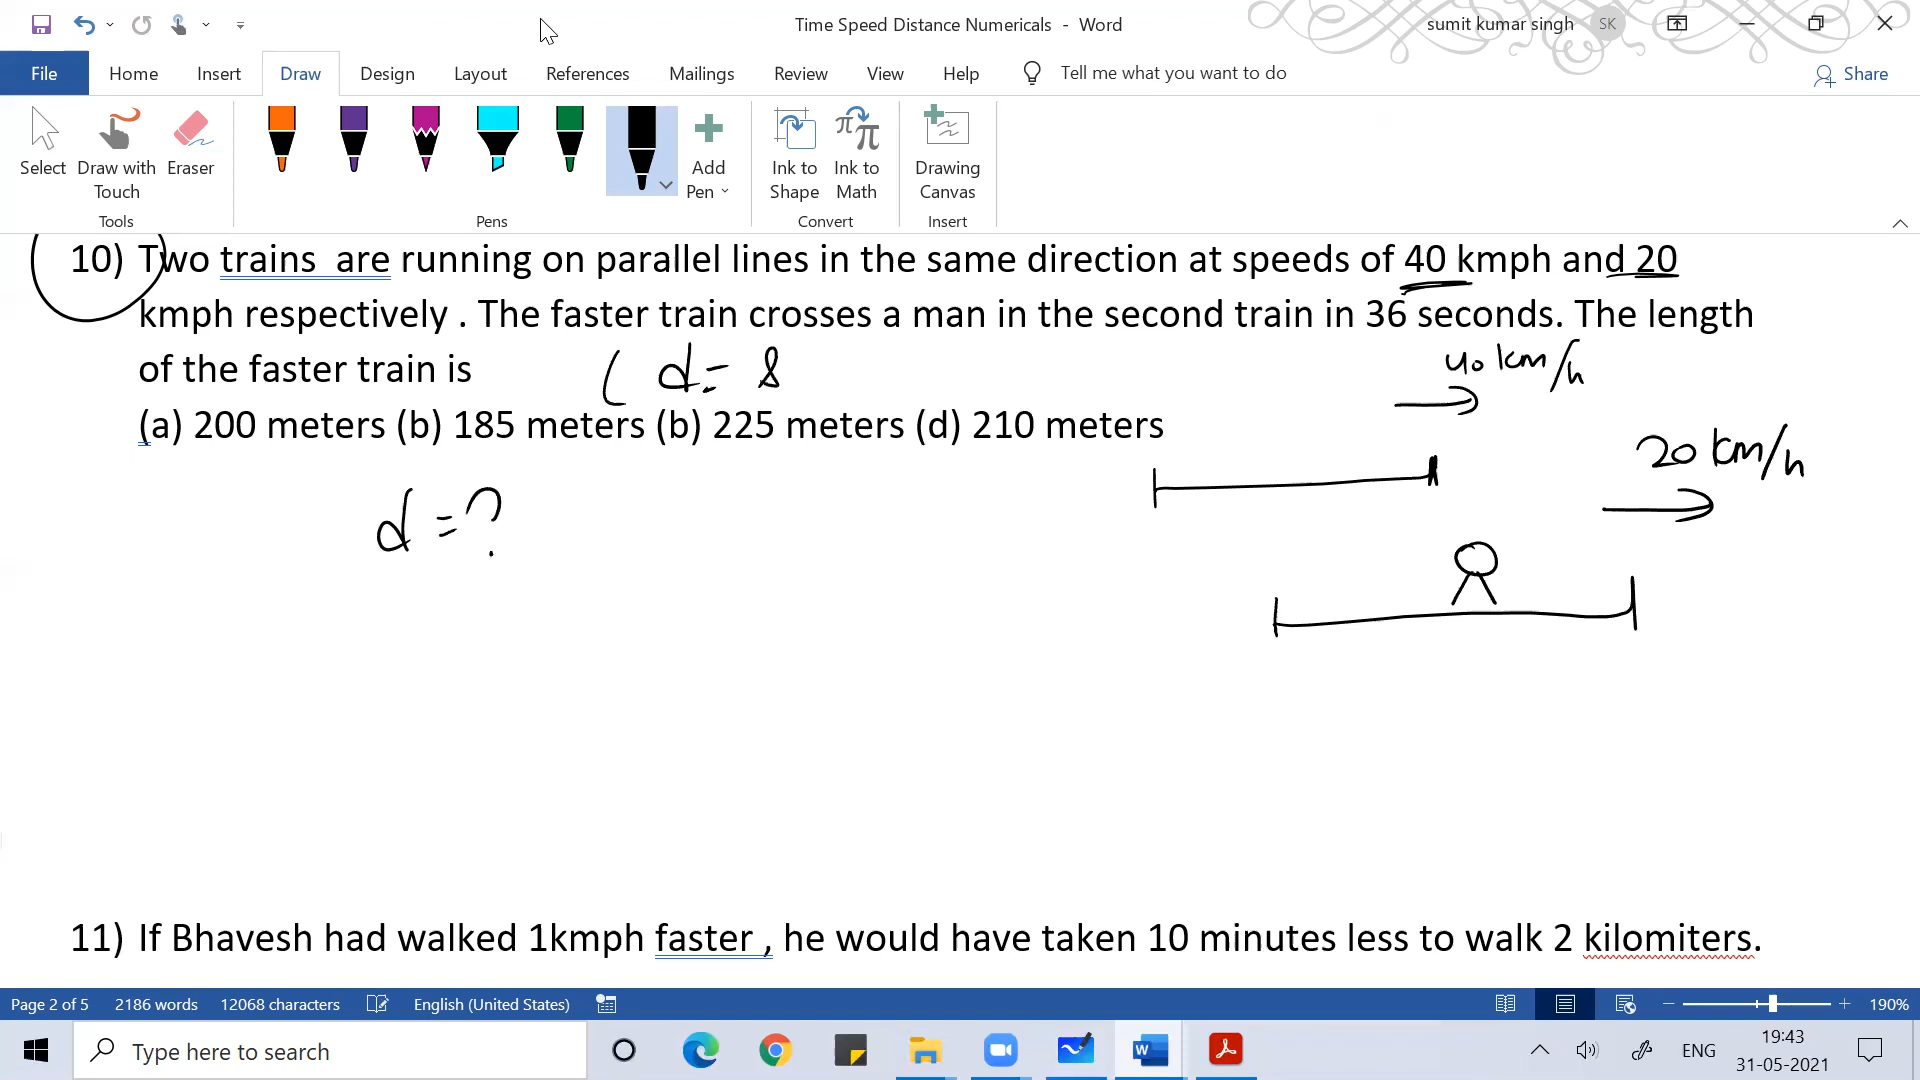 Time Speed Distance Numericals - Word
sumit kumar singh SK
File Home Insert Draw Design Layout References Mailings Review View Help Tell me what you want to do Share
Select Draw with Touch Eraser Add Pen Ink to Shape Ink to Math Drawing Canvas
Tools Pens Convert Insert
10) Two trains are running on parallel lines in the same direction at speeds of 40 kmph and 20
kmph respectively . The faster train crosses a man in the second train in 36 seconds. The length
of the faster train is
( d = 8
40 km/h
(a) 200 meters (b) 185 meters (b) 225 meters (d) 210 meters
20 km/h
d = ?
11) If Bhavesh had walked 1kmph faster , he would have taken 10 minutes less to walk 2 kilomiters.
Page 2 of 5 2186 words 12068 characters English (United States) 190%
Type here to search
ENG
19:43
31-05-2021